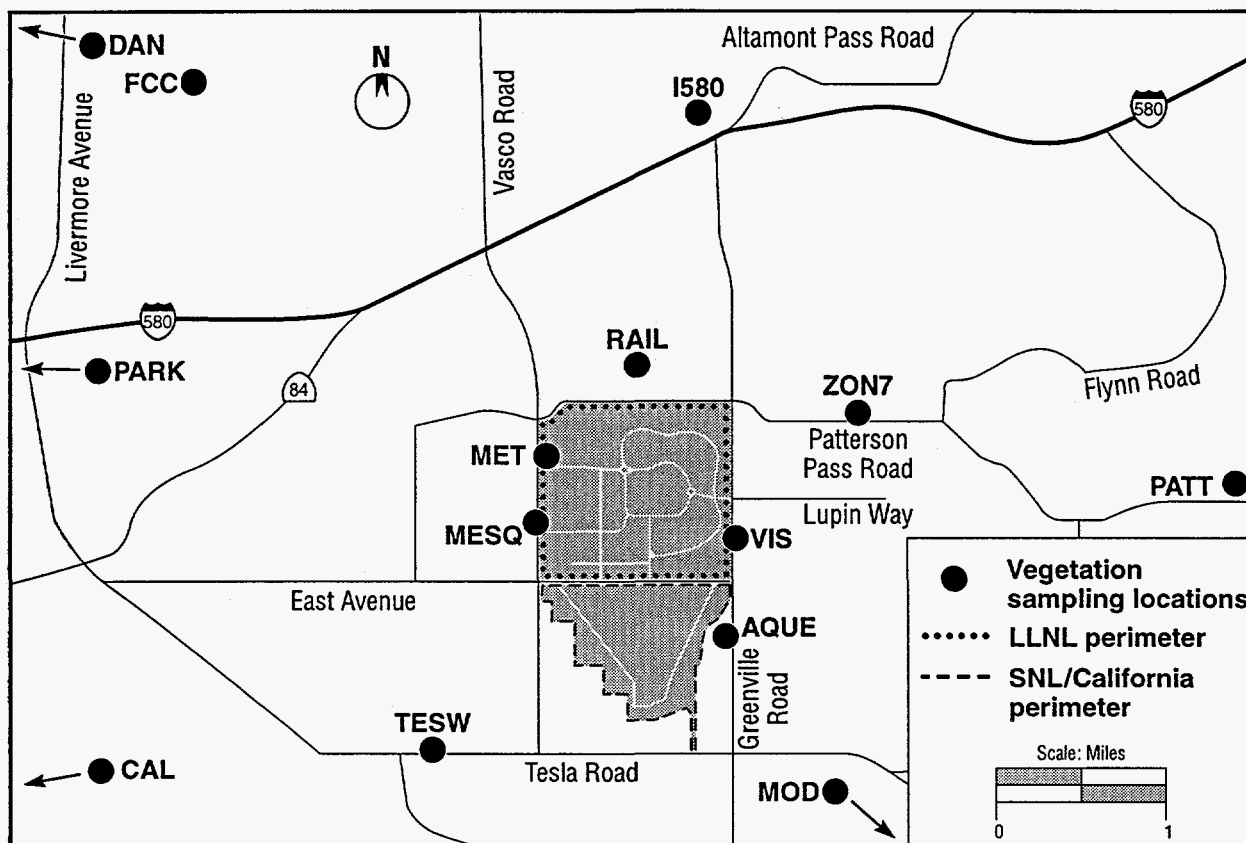 DAN
FCC
N
Altamont Pass Road
I580
580
Livermore Avenue
Vasco Road
580
PARK
84
RAIL
Flynn Road
ZON7
Patterson
Pass Road
MET
PATT
MESQ
Lupin Way
VIS
East Avenue
AQUE
Greenville
Road
TESW
Tesla Road
CAL
MOD
Vegetation
sampling locations
LLNL perimeter
SNL/California
perimeter
Scale: Miles
0 1